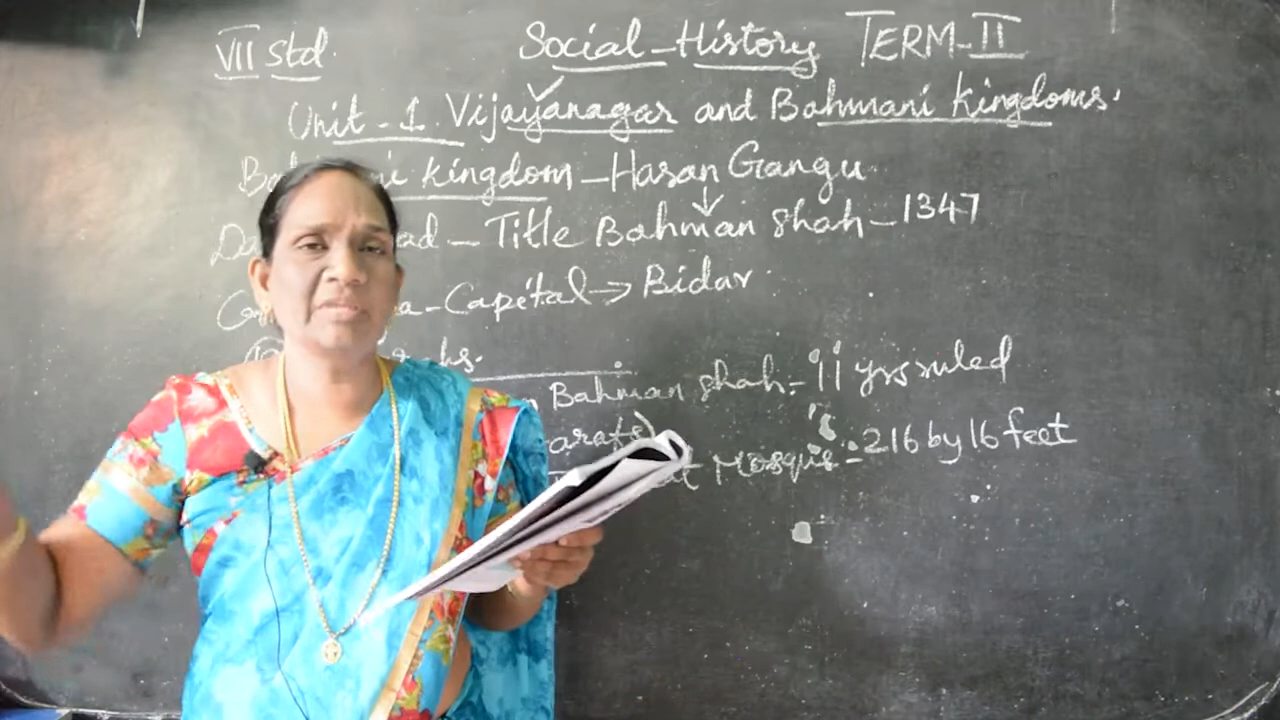 VII std. Social-History TERM-II
Unit-1. Vijayanagar and Bahmani kingdoms.
kingdom-Hasan Gangu
Title Bahman shah-1347
Capital→Bidar
Bahman shah-11 yrs ruled
Mosque=216 by 16 feet